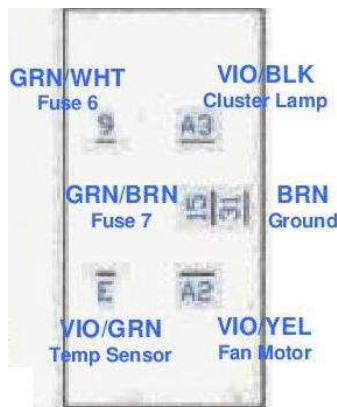 GRN/WHT
Fuse 6
VIO/BLK
Cluster Lamp
9
A3
GRN/BRN
Fuse 7
15
31
BRN
Ground
E
A2
VIO/GRN
Temp Sensor
VIO/YEL
Fan Motor